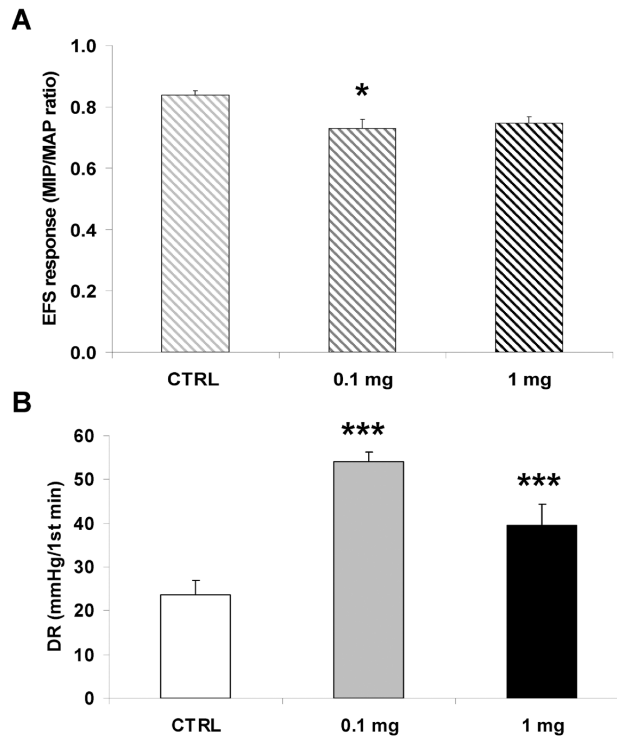 A
EFS response (MIP/MAP ratio)
1.0
0.8
0.6
0.4
0.2
0.0
*
CTRL
0.1 mg
1 mg
B
DR (mmHg/1st min)
60
50
40
30
20
10
0
***
***
CTRL
0.1 mg
1 mg